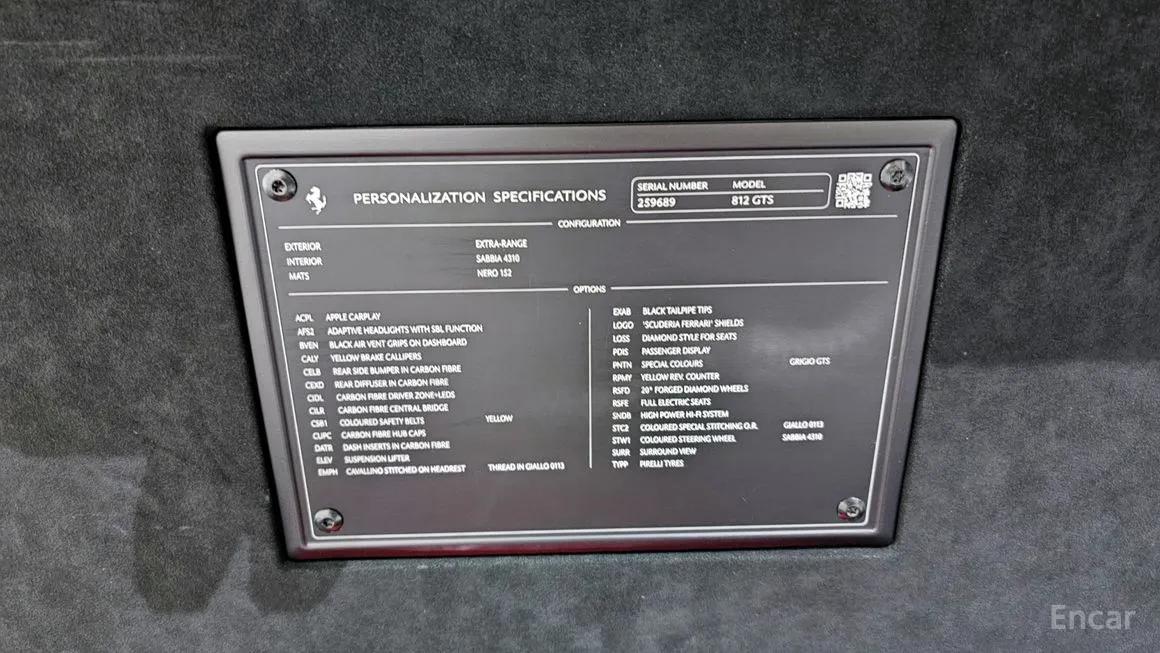 PERSONALIZATION SPECIFICATIONS
SERIAL NUMBER MODEL
259689 812 GTS
CONFIGURATION
EXTERIOR EXTRA-RANGE
INTERIOR SABBIA 4310
MATS NERO 152
OPTIONS
ACPL APPLE CARPLAY
AFS2 ADAPTIVE HEADLIGHTS WITH SBL FUNCTION
BVEN BLACK AIR VENT GRIPS ON DASHBOARD
CALY YELLOW BRAKE CALLIPERS
CELB REAR SIDE BUMPER IN CARBON FIBRE
CEXD REAR DIFFUSER IN CARBON FIBRE
CIDL CARBON FIBRE DRIVER ZONE+LEDS
CILR CARBON FIBRE CENTRAL BRIDGE
CSB1 COLOURED SAFETY BELTS YELLOW
CUPC CARBON FIBRE HUB CAPS
DATR DASH INSERTS IN CARBON FIBRE
ELEV SUSPENSION LIFTER
EMPH CAVALLINO STITCHED ON HEADREST THREAD IN GIALLO 0113
EXAB BLACK TAILPIPE TIPS
LOGO 'SCUDERIA FERRARI' SHIELDS
LOSS DIAMOND STYLE FOR SEATS
PDIS PASSENGER DISPLAY
PNTN SPECIAL COLOURS GRIGIO GTS
RPMY YELLOW REV. COUNTER
RSFD 20" FORGED DIAMOND WHEELS
RSFE FULL ELECTRIC SEATS
SNDB HIGH POWER HI-FI SYSTEM
STC2 COLOURED SPECIAL STITCHING O.R. GIALLO 0113
STW1 COLOURED STEERING WHEEL SABBIA 4310
SURR SURROUND VIEW
TYPP PIRELLI TYRES
Encar